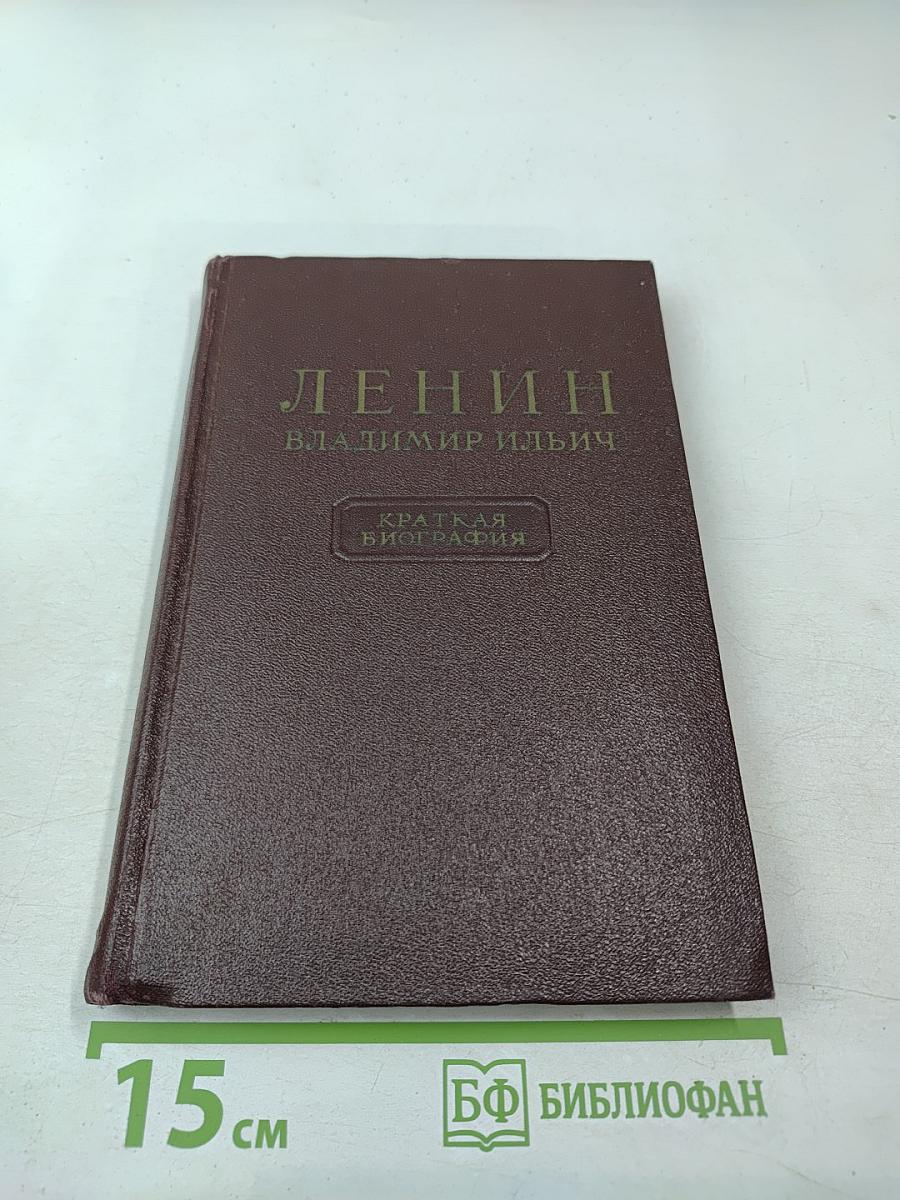 ЛЕНИН
ВЛАДИМИР ИЛЬИЧ
КРАТКАЯ
БИОГРАФИЯ
15 см
БФ БИБЛИОФАН